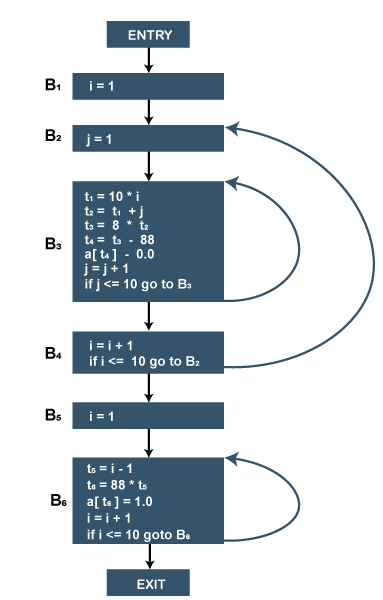 ENTRY
B₁
i = 1
B₂
j = 1
B₃
t₁ = 10 * i
t₂ = t₁ + j
t₃ = 8 * t₂
t₄ = t₃ - 88
a[ t₄ ] - 0.0
j = j + 1
if j <= 10 go to B₃
B₄
i = i + 1
if i <= 10 go to B₂
B₅
i = 1
B₆
t₅ = i - 1
t₆ = 88 * t₅
a[ t₆ ] = 1.0
i = i + 1
if i <= 10 goto B₆
EXIT